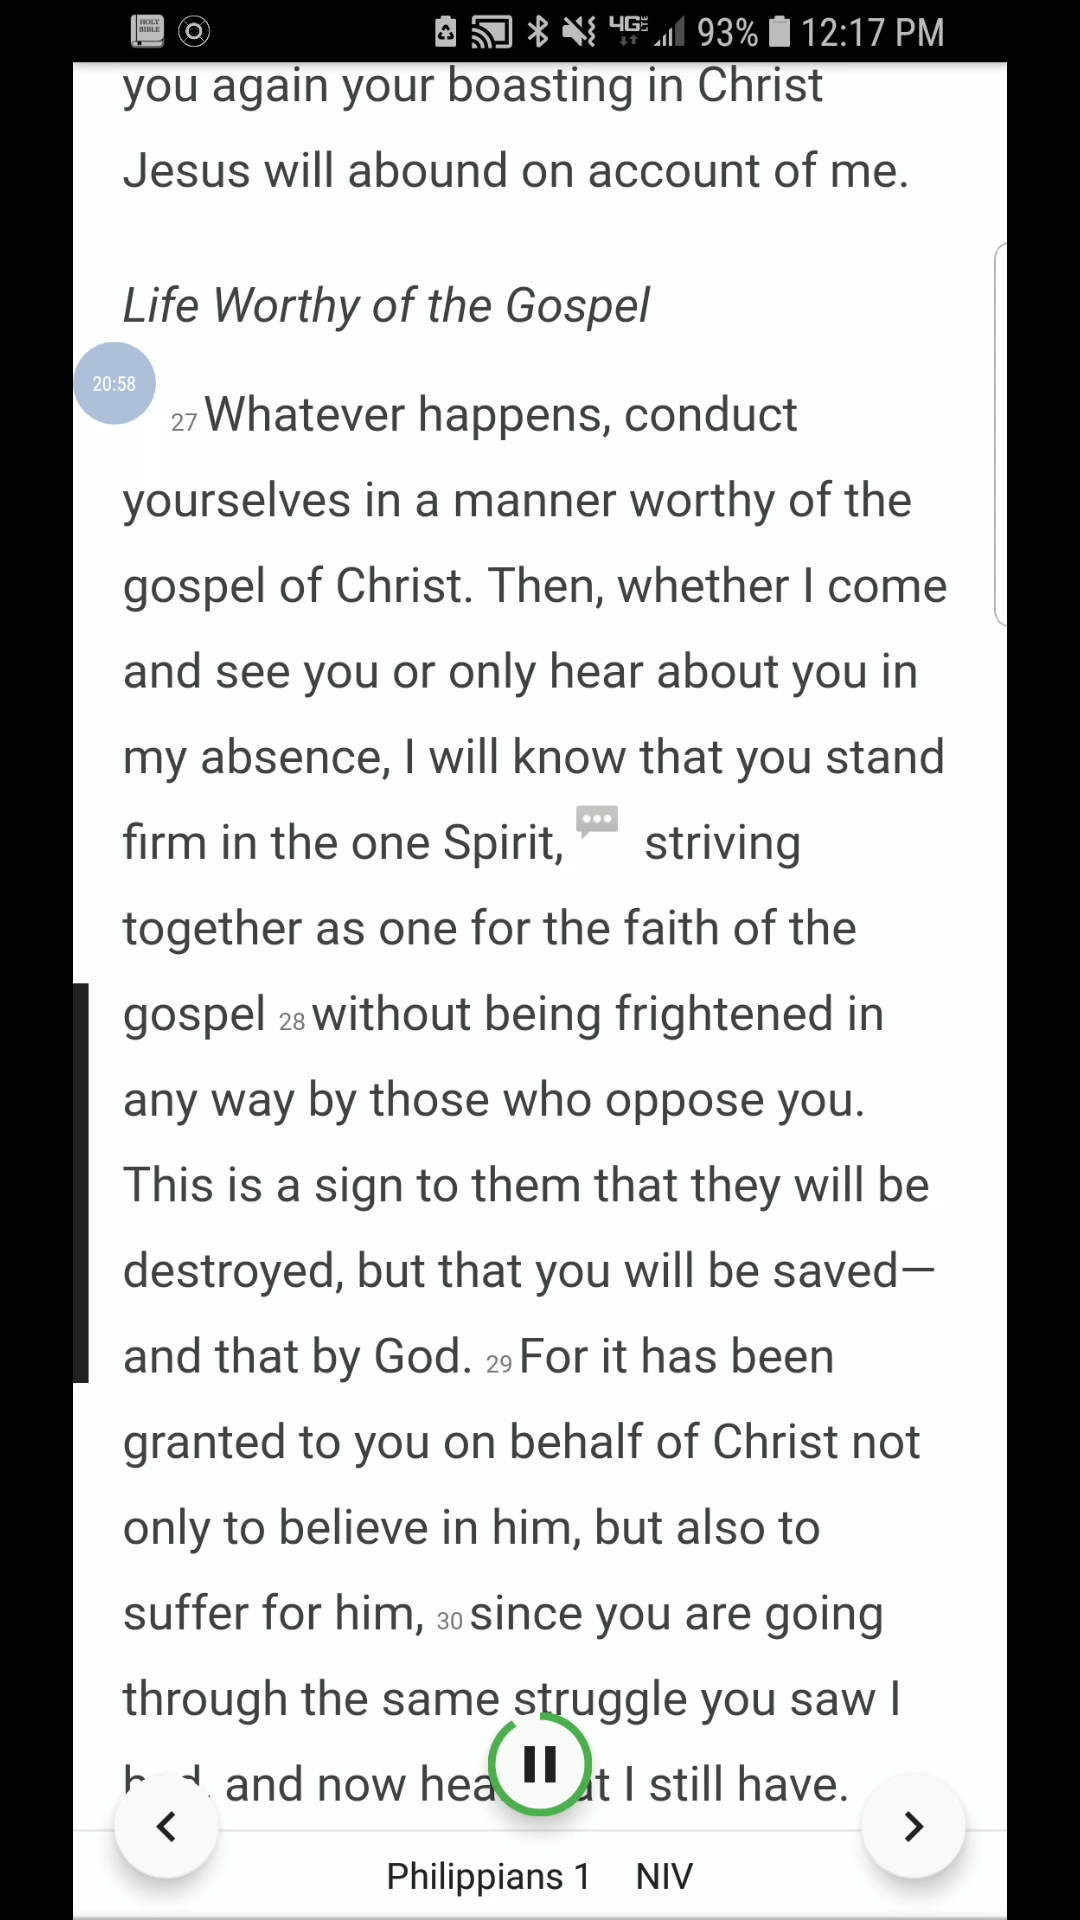 HOLY BIBLE 4G LTE 93% 12:17 PM
you again your boasting in Christ
Jesus will abound on account of me.
Life Worthy of the Gospel
20:58
27 Whatever happens, conduct
yourselves in a manner worthy of the
gospel of Christ. Then, whether I come
and see you or only hear about you in
my absence, I will know that you stand
firm in the one Spirit, striving
together as one for the faith of the
gospel 28 without being frightened in
any way by those who oppose you.
This is a sign to them that they will be
destroyed, but that you will be saved—
and that by God. 29 For it has been
granted to you on behalf of Christ not
only to believe in him, but also to
suffer for him, 30 since you are going
through the same struggle you saw I
and now I still have.
Philippians 1 NIV